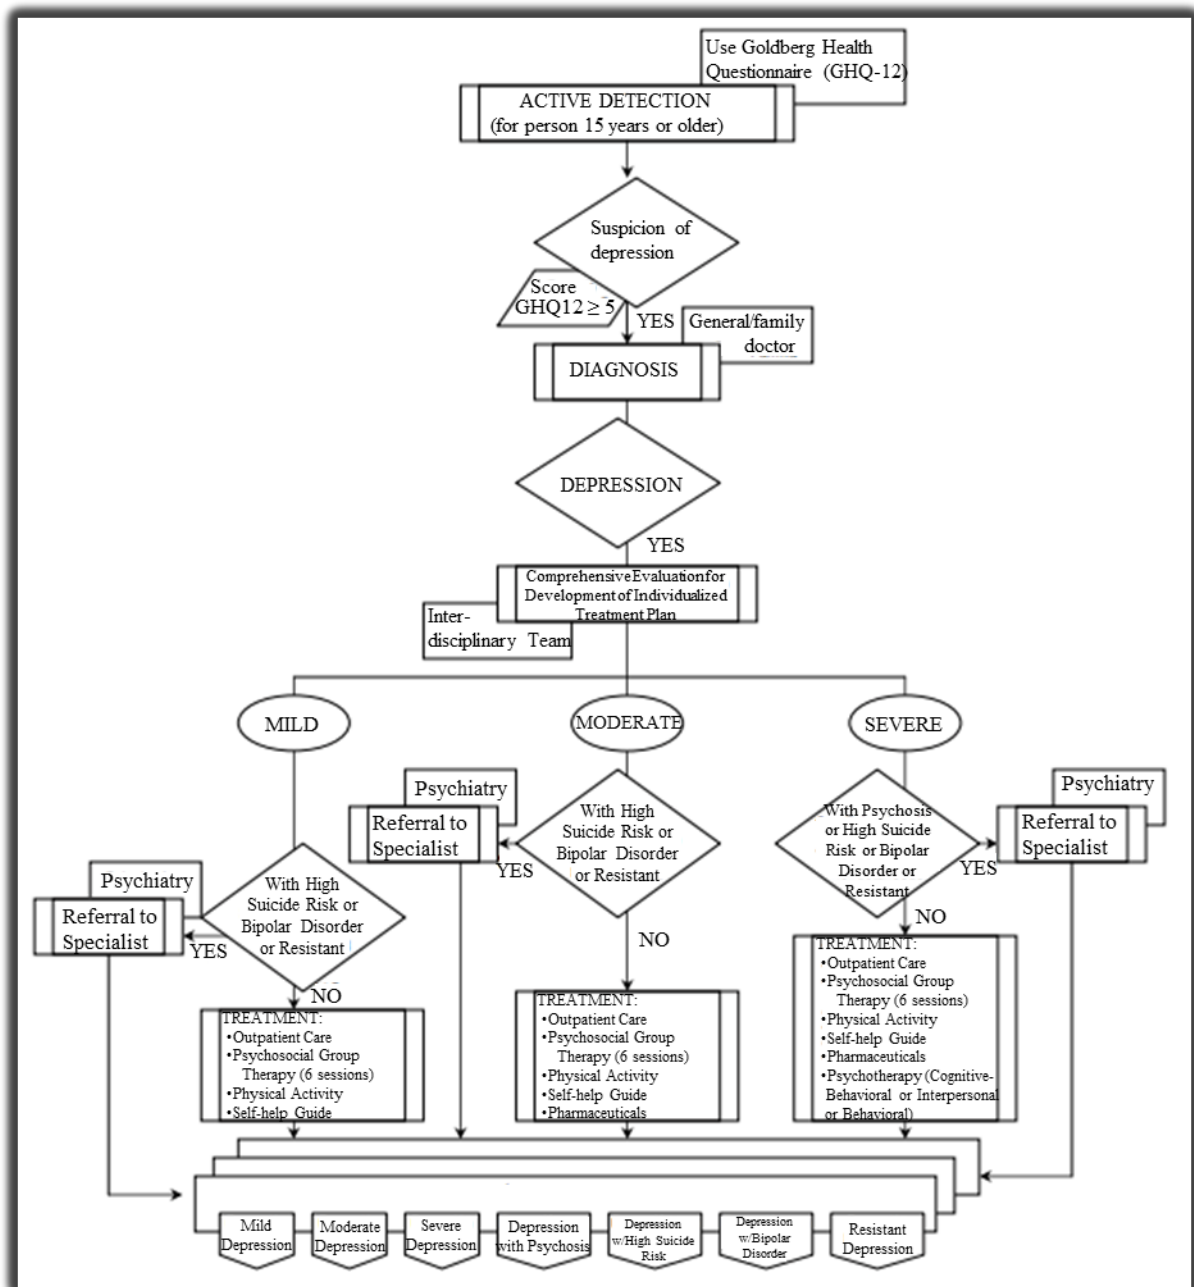 Use Goldberg Health
Questionnaire (GHQ-12)
ACTIVE DETECTION
(for person 15 years or older)
Suspicion of
depression
Score
GHQ12 ≥ 5
YES
General/family
doctor
DIAGNOSIS
DEPRESSION
YES
Comprehensive Evaluation for
Development of Individualized
Treatment Plan
Inter-
disciplinary Team
MILD
MODERATE
SEVERE
Psychiatry
Referral to
Specialist
YES
With High
Suicide Risk or
Bipolar Disorder
or Resistant
NO
TREATMENT:
•Outpatient Care
•Psychosocial Group
Therapy (6 sessions)
•Physical Activity
•Self-help Guide
Psychiatry
Referral to
Specialist
YES
With High
Suicide Risk or
Bipolar Disorder
or Resistant
NO
TREATMENT:
•Outpatient Care
•Psychosocial Group
Therapy (6 sessions)
•Physical Activity
•Self-help Guide
•Pharmaceuticals
With Psychosis
or High Suicide
Risk or Bipolar
Disorder or
Resistant
YES
Psychiatry
Referral to
Specialist
NO
TREATMENT:
•Outpatient Care
•Psychosocial Group
Therapy (6 sessions)
•Physical Activity
•Self-help Guide
•Pharmaceuticals
•Psychotherapy (Cognitive-
Behavioral or Interpersonal
or Behavioral)
Mild
Depression
Moderate
Depression
Severe
Depression
Depression
with Psychosis
Depression
w/High Suicide
Risk
Depression
w/Bipolar
Disorder
Resistant
Depression